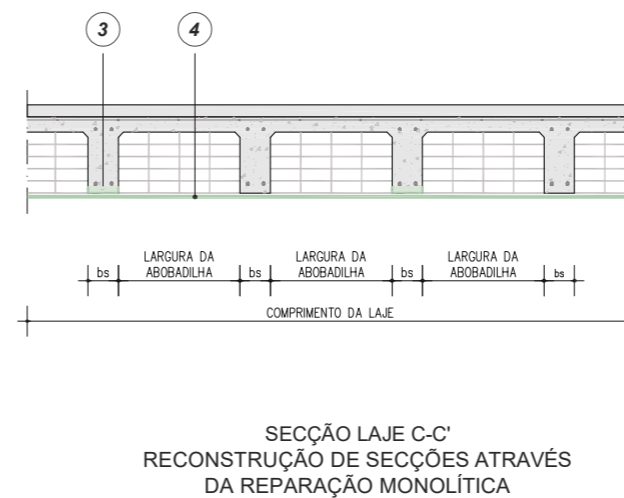 3
4
LARGURA DA
ABOBADILHA
LARGURA DA
ABOBADILHA
LARGURA DA
ABOBADILHA
bs
bs
bs
bs
COMPRIMENTO DA LAJE
SECÇÃO LAJE C-C'
RECONSTRUÇÃO DE SECÇÕES ATRAVÉS
DA REPARAÇÃO MONOLÍTICA